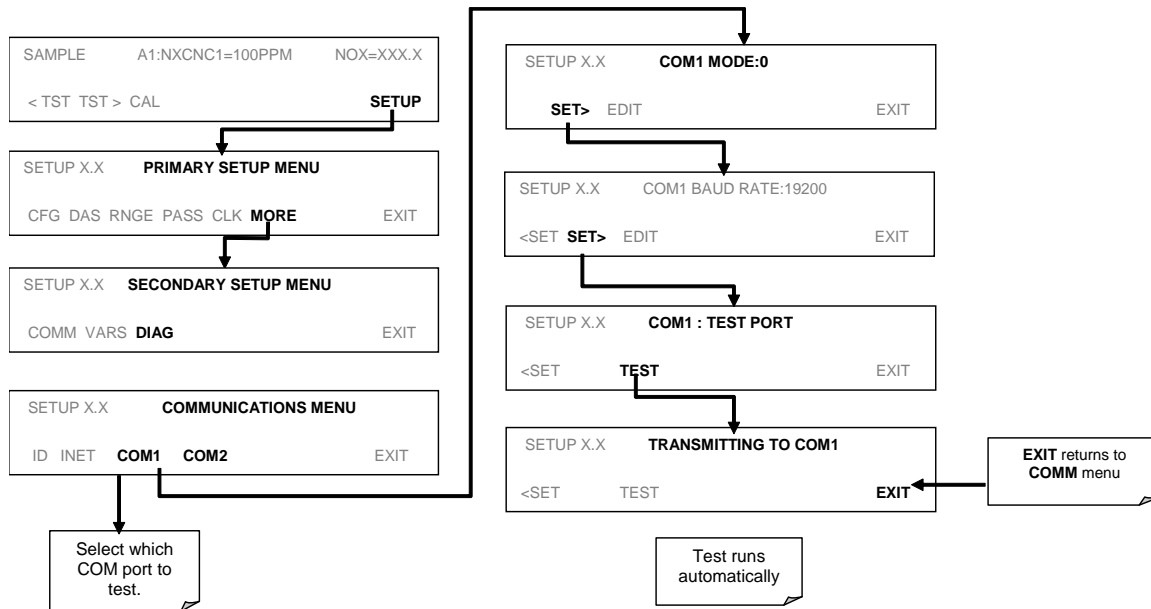 SAMPLE A1:NXCNC1=100PPM NOX=XXX.X
< TST TST > CAL SETUP
SETUP X.X PRIMARY SETUP MENU
CFG DAS RNGE PASS CLK MORE EXIT
SETUP X.X SECONDARY SETUP MENU
COMM VARS DIAG EXIT
SETUP X.X COMMUNICATIONS MENU
ID INET COM1 COM2 EXIT
Select which
COM port to
test.
SETUP X.X COM1 MODE:0
SET> EDIT EXIT
SETUP X.X COM1 BAUD RATE:19200
<SET SET> EDIT EXIT
SETUP X.X COM1 : TEST PORT
<SET TEST EXIT
SETUP X.X TRANSMITTING TO COM1
<SET TEST EXIT
EXIT returns to
COMM menu
Test runs
automatically